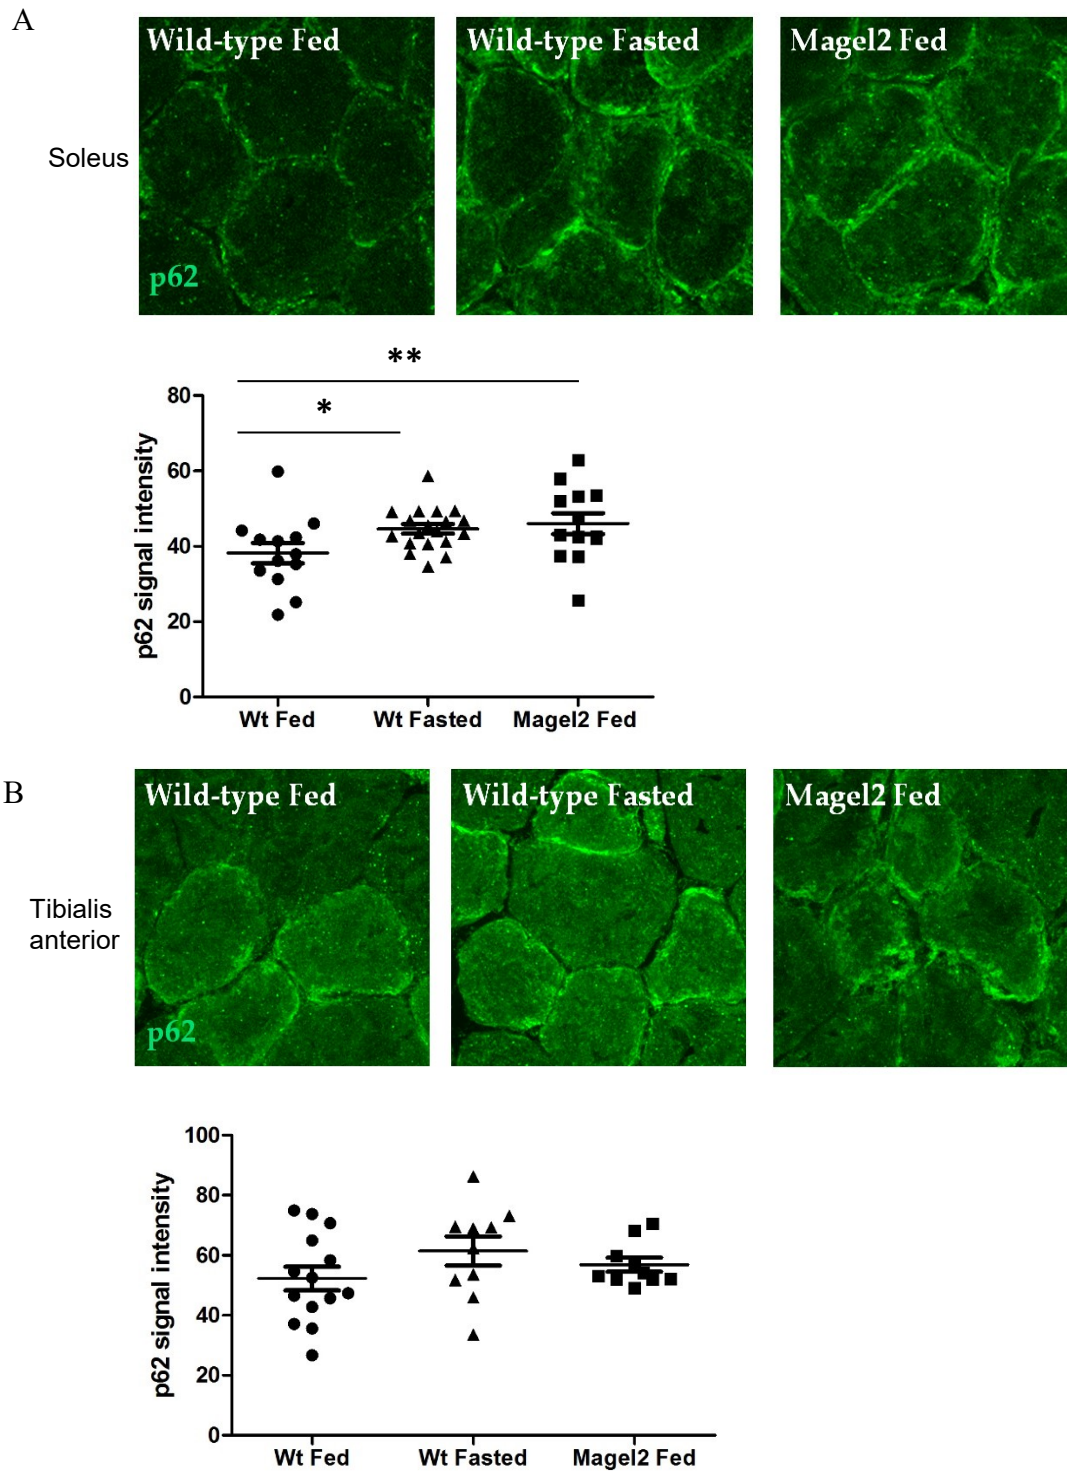 A
Wild-type Fed
Wild-type Fasted
Magel2 Fed
Soleus
p62
**
*
80
60
40
20
0
p62 signal intensity
Wt Fed
Wt Fasted
Magel2 Fed
B
Wild-type Fed
Wild-type Fasted
Magel2 Fed
Tibialis
anterior
p62
100
80
60
40
20
0
p62 signal intensity
Wt Fed
Wt Fasted
Magel2 Fed